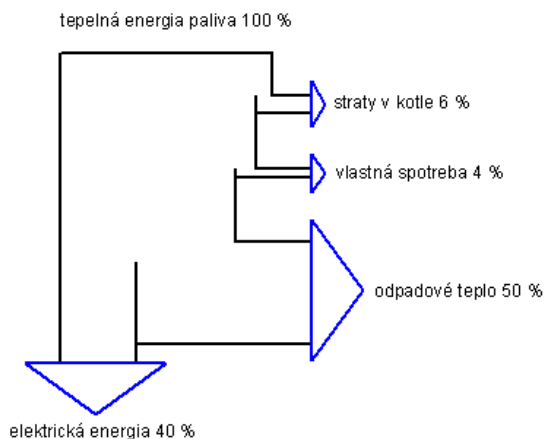 tepelná energia paliva 100 %
straty v kotle 6 %
vlastná spotreba 4 %
odpadové teplo 50 %
elektrická energia 40 %